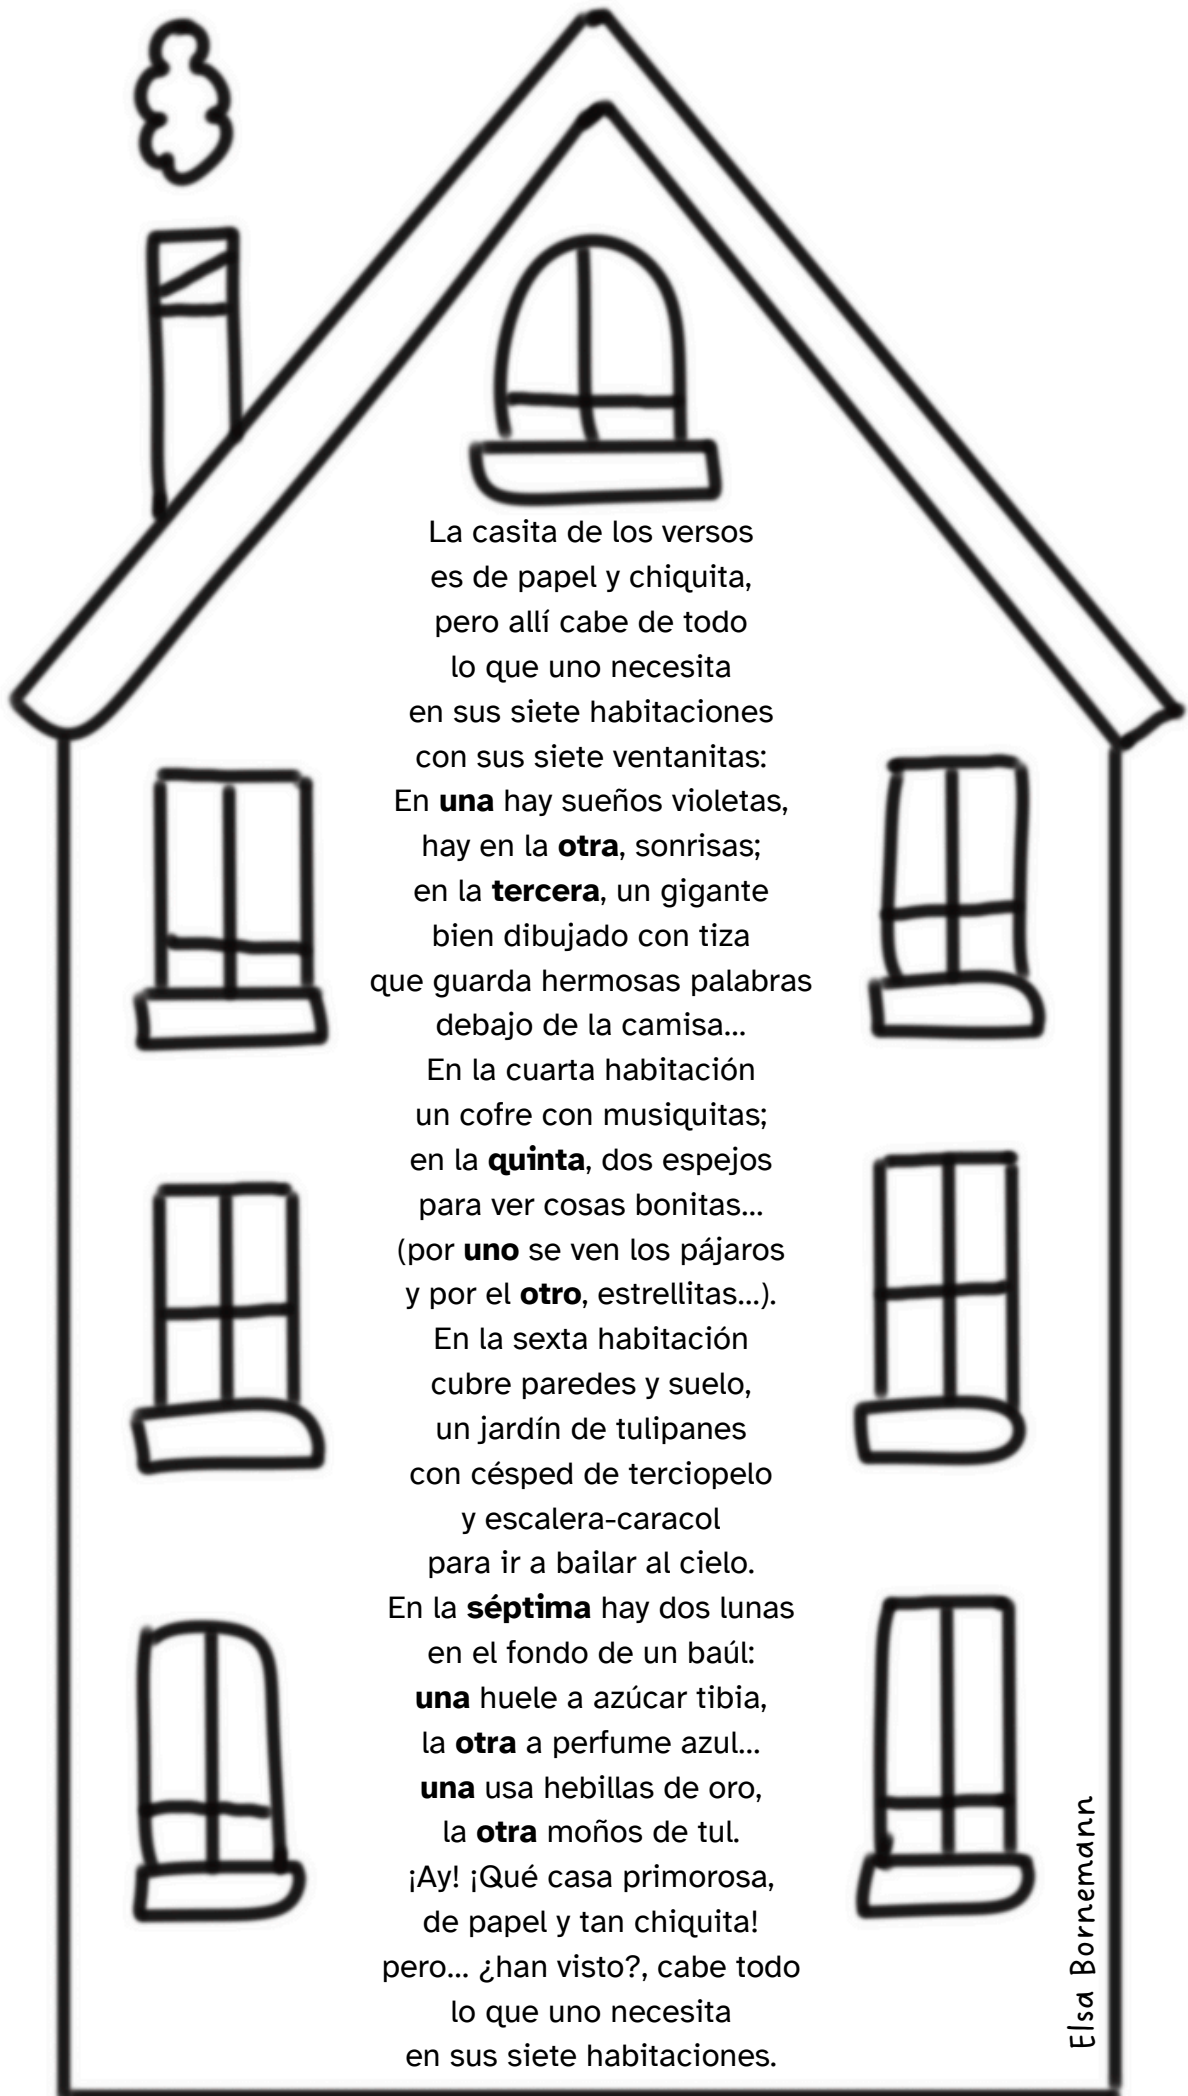 La casita de los versos
es de papel y chiquita,
pero allí cabe de todo
lo que uno necesita
en sus siete habitaciones
con sus siete ventanitas:
En una hay sueños violetas,
hay en la otra, sonrisas;
en la tercera, un gigante
bien dibujado con tiza
que guarda hermosas palabras
debajo de la camisa...
En la cuarta habitación
un cofre con musiquitas;
en la quinta, dos espejos
para ver cosas bonitas...
(por uno se ven los pájaros
y por el otro, estrellitas...).
En la sexta habitación
cubre paredes y suelo,
un jardín de tulipanes
con césped de terciopelo
y escalera-caracol
para ir a bailar al cielo.
En la séptima hay dos lunas
en el fondo de un baúl:
una huele a azúcar tibia,
la otra a perfume azul...
una usa hebillas de oro,
la otra moños de tul.
¡Ay! ¡Qué casa primorosa,
de papel y tan chiquita!
pero... ¿han visto?, cabe todo
lo que uno necesita
en sus siete habitaciones.
Elsa Bornemann